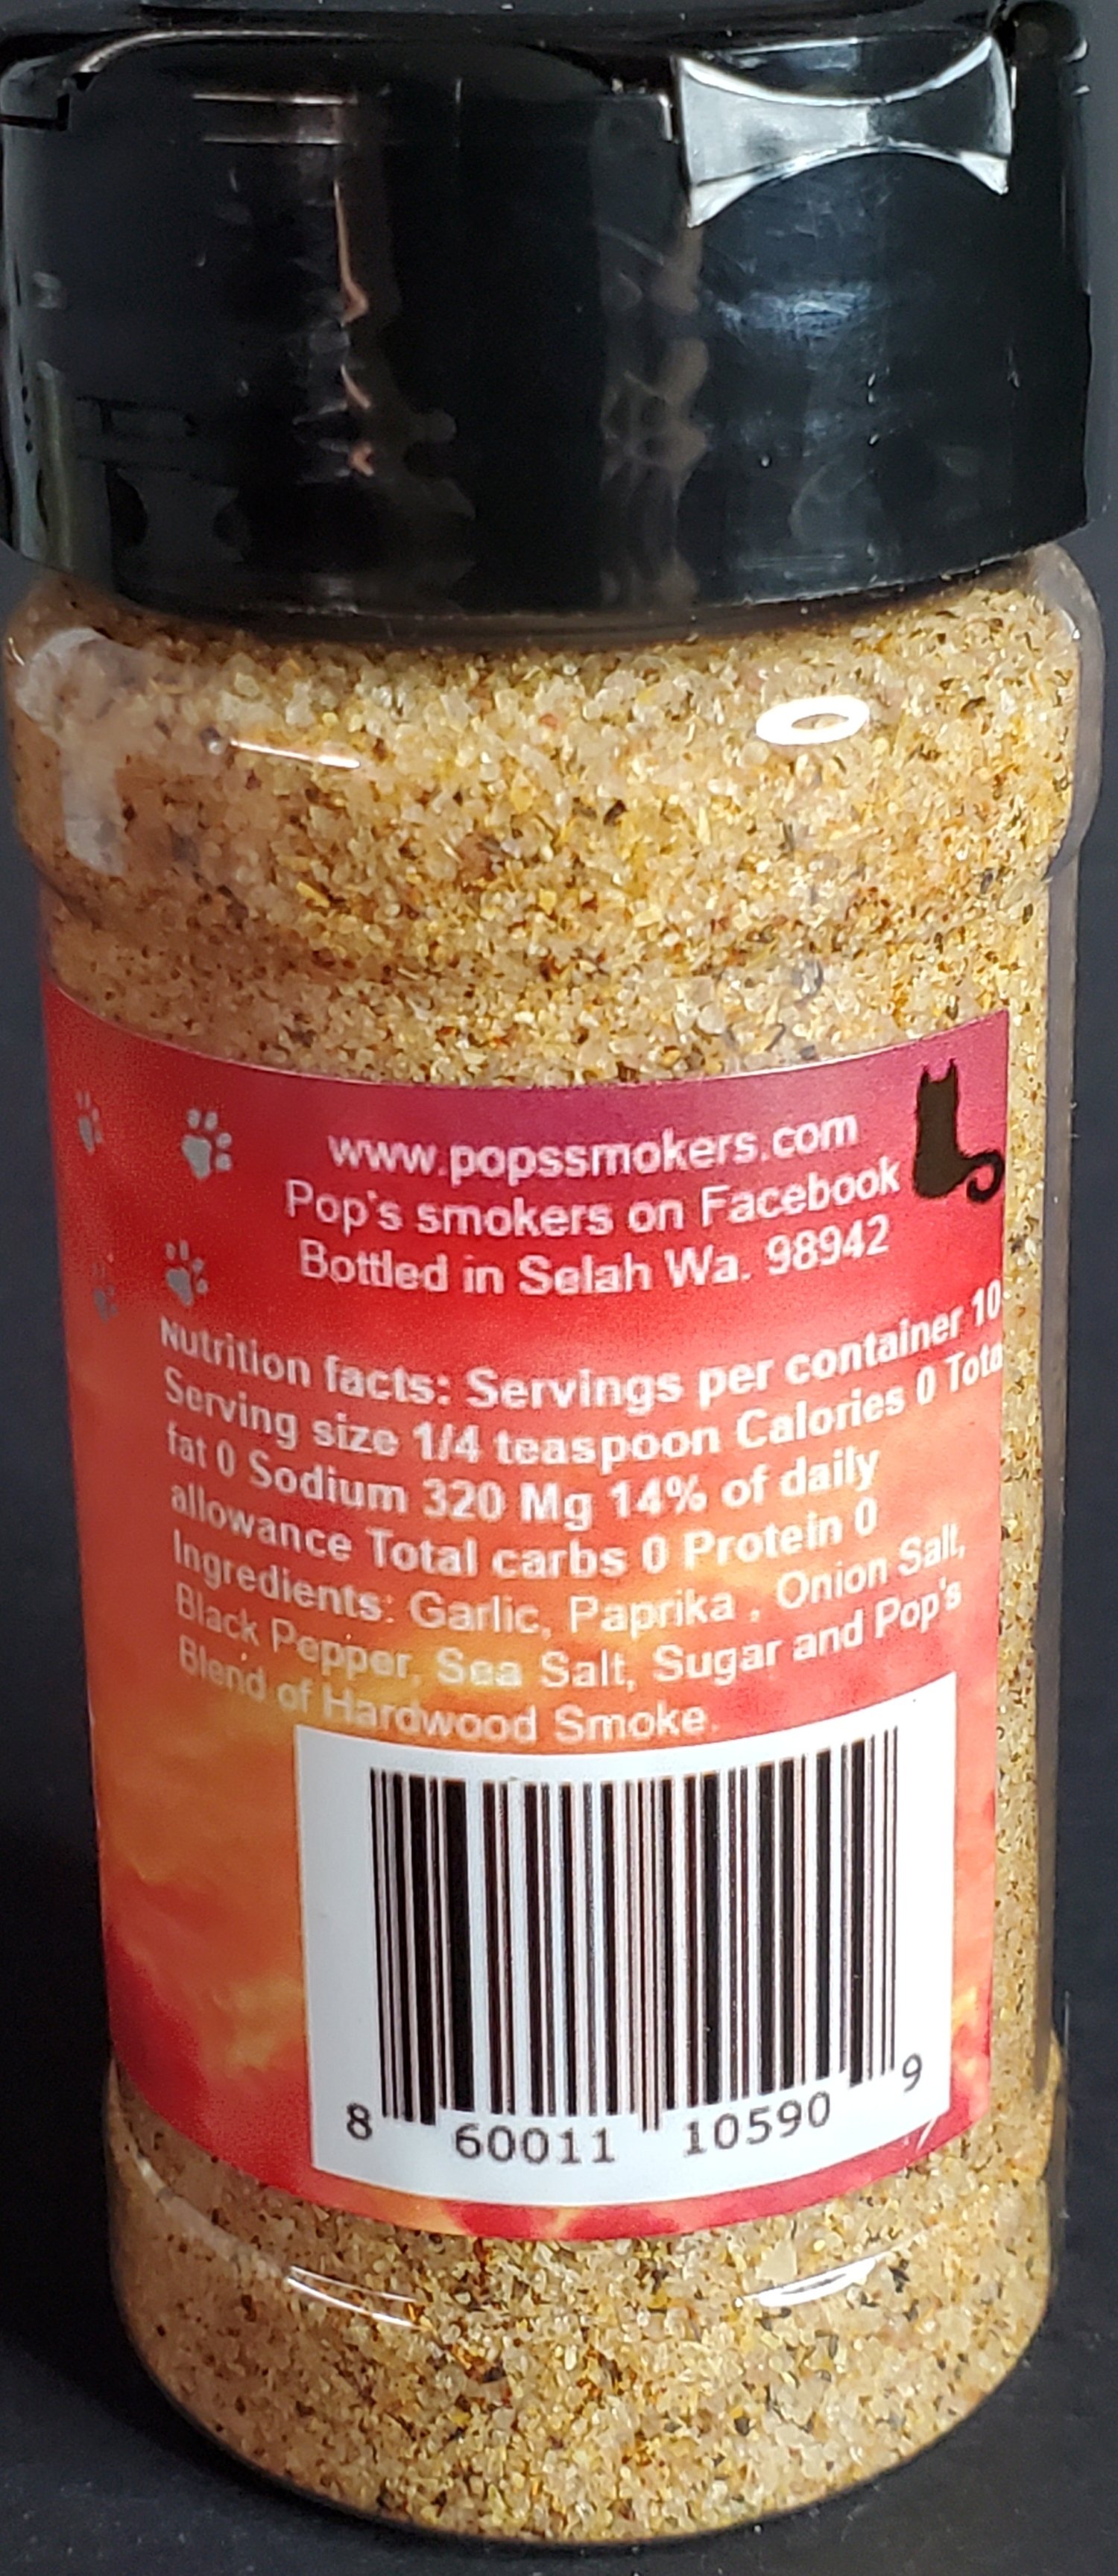 www.popssmokers.com
Pop's smokers on Facebook
Bottled in Selah Wa. 98942
Nutrition facts: Servings per container 10
Serving size 1/4 teaspoon Calories 0 Tota
fat 0 Sodium 320 Mg 14% of daily
allowance Total carbs 0 Protein 0
Ingredients: Garlic, Paprika , Onion Salt,
Black Pepper, Sea Salt, Sugar and Pop's
Blend of Hardwood Smoke.
8 60011 10590 9